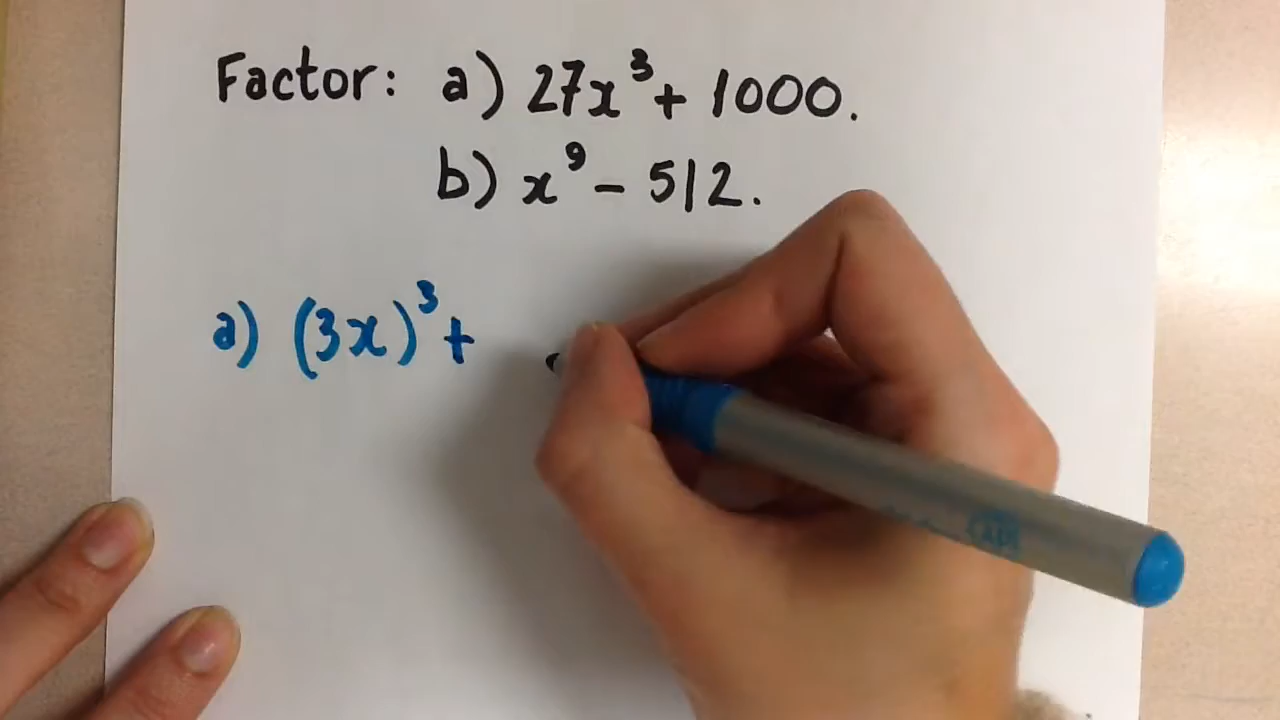 Factor: a) 27x³ + 1000.
b) x⁹ - 512.
a) (3x)³ +